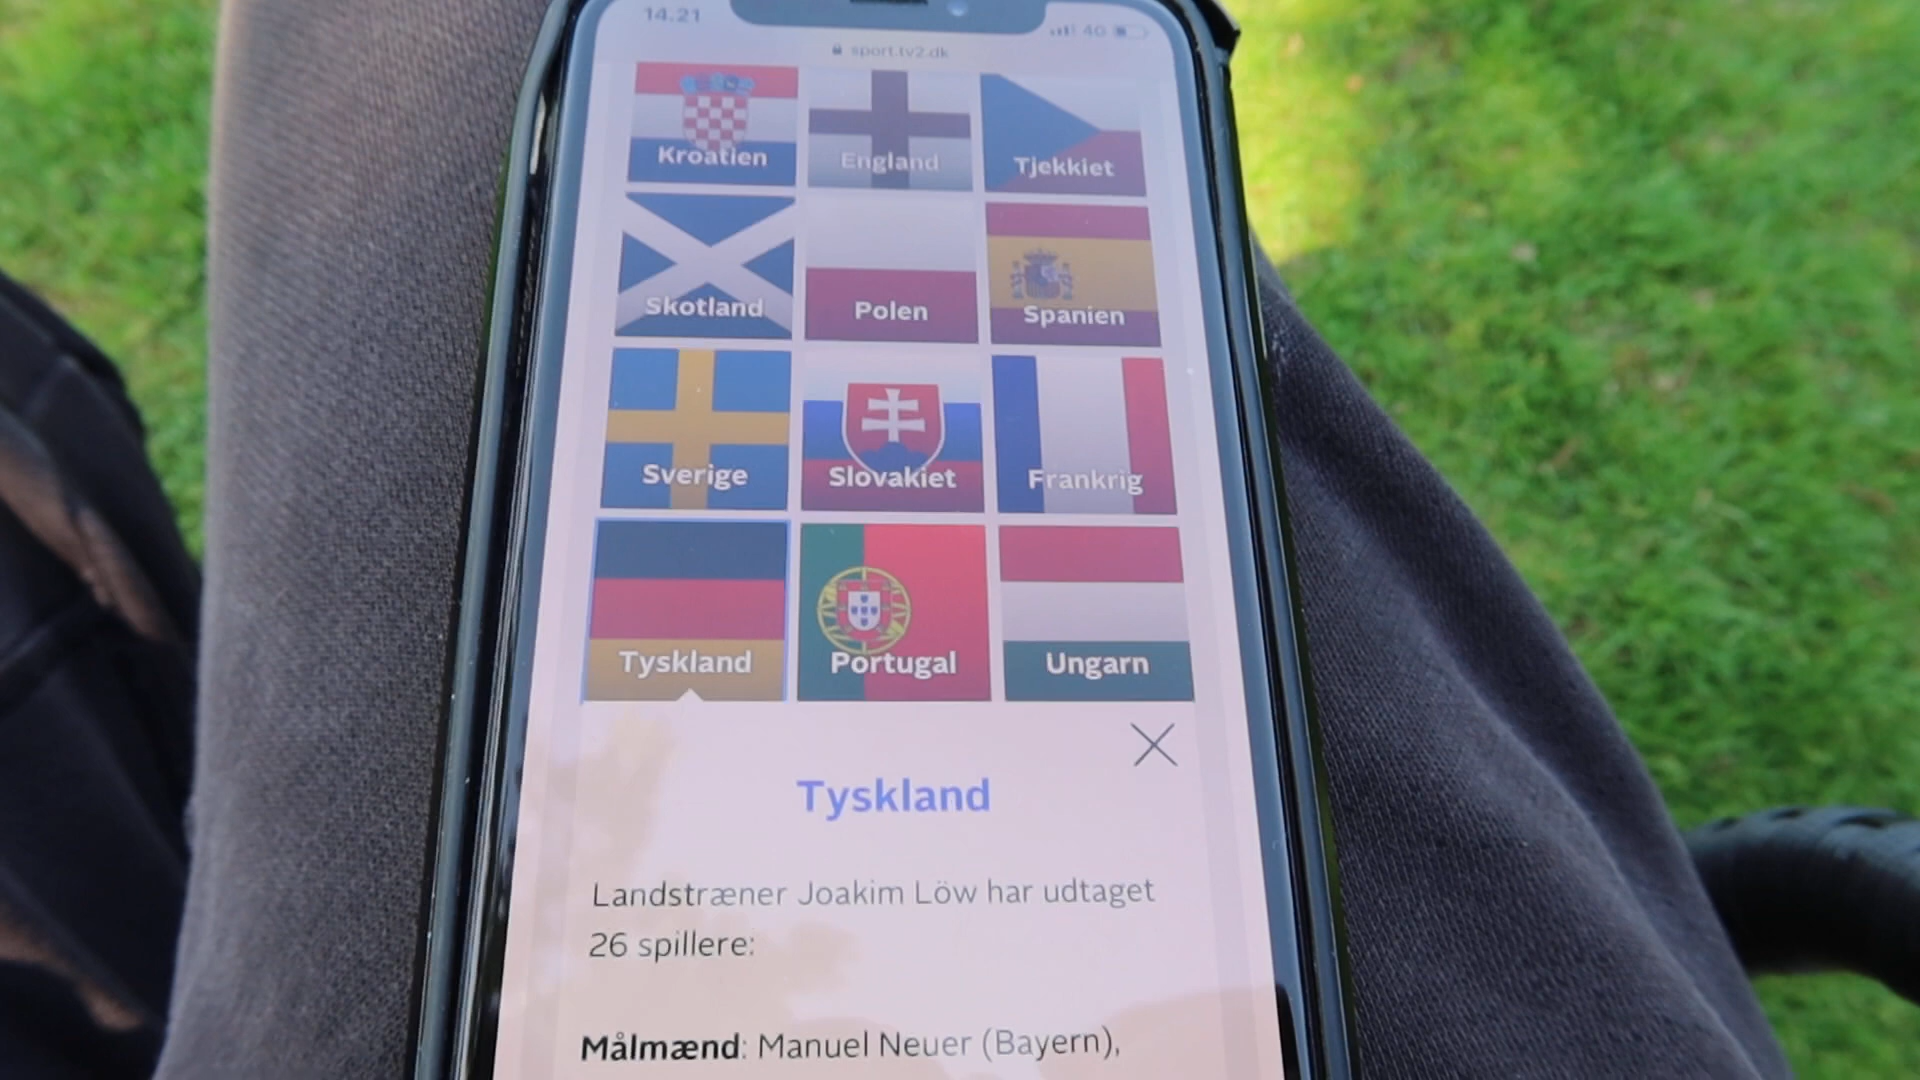 14.21
4G
sport.tv2.dk
Kroatien
England
Tjekkiet
Skotland
Polen
Spanien
Sverige
Slovakiet
Frankrig
Tyskland
Portugal
Ungarn
Tyskland
Landstræner Joakim Löw har udtaget
26 spillere:
Målmænd: Manuel Neuer (Bayern),